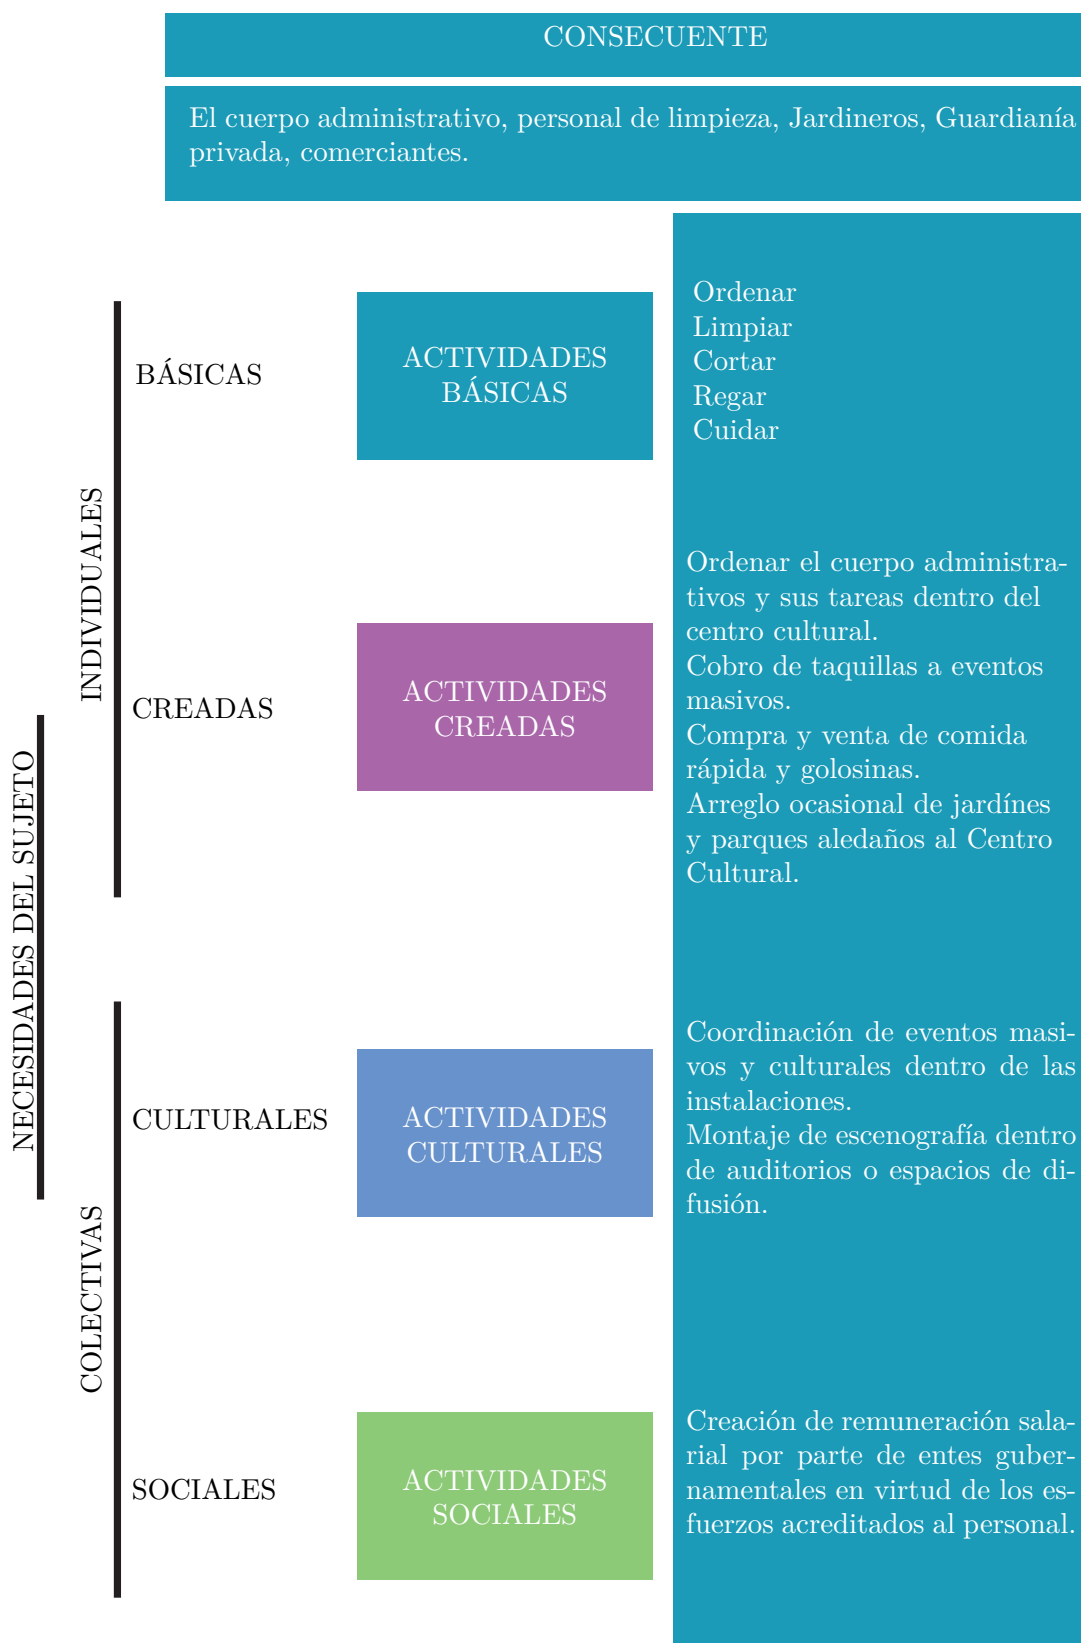 CONSECUENTE
El cuerpo administrativo, personal de limpieza, Jardineros, Guardianía
privada, comerciantes.
NECESIDADES DEL SUJETO
INDIVIDUALES
BÁSICAS
ACTIVIDADES
BÁSICAS
Ordenar
Limpiar
Cortar
Regar
Cuidar
CREADAS
ACTIVIDADES
CREADAS
Ordenar el cuerpo administra-
tivos y sus tareas dentro del
centro cultural.
Cobro de taquillas a eventos
masivos.
Compra y venta de comida
rápida y golosinas.
Arreglo ocasional de jardínes
y parques aledaños al Centro
Cultural.
COLECTIVAS
CULTURALES
ACTIVIDADES
CULTURALES
Coordinación de eventos masi-
vos y culturales dentro de las
instalaciones.
Montaje de escenografía dentro
de auditorios o espacios de di-
fusión.
SOCIALES
ACTIVIDADES
SOCIALES
Creación de remuneración sala-
rial por parte de entes guber-
namentales en virtud de los es-
fuerzos acreditados al personal.